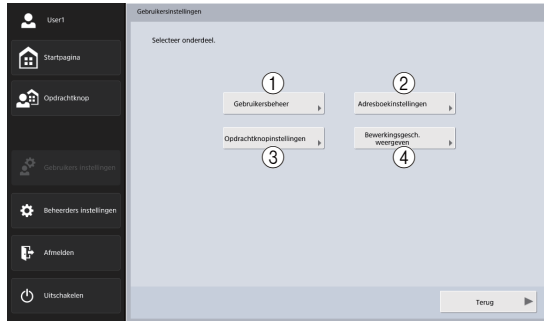 User1
Startpagina
Opdrachtknop
Gebruikers instellingen
Beheerders instellingen
Afmelden
Uitschakelen
Gebruikersinstellingen
Selecteer onderdeel.
1
2
Gebruikersbeheer
Adresboekinstellingen
Opdrachtknopinstellingen
Bewerkingsgesch.
weergeven
3
4
Terug